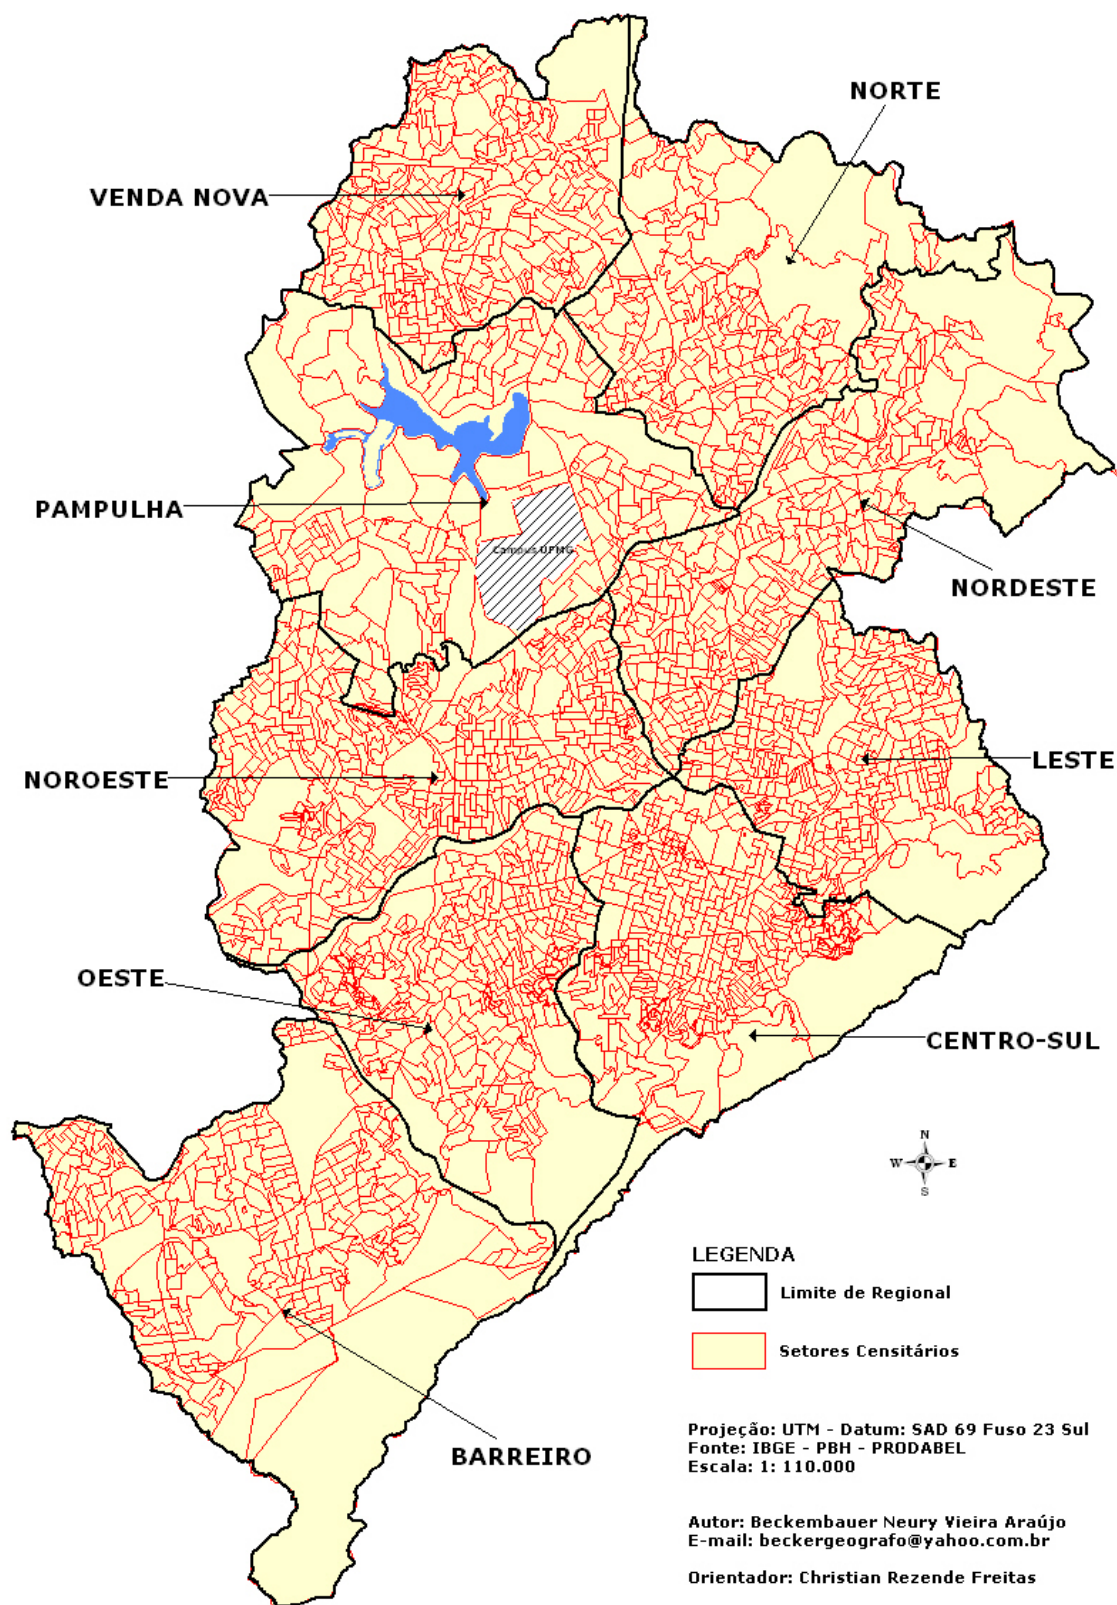 NORTE
VENDA NOVA
PAMPULHA
Campus UFMG
NORDESTE
LESTE
NOROESTE
OESTE
CENTRO-SUL
N
W E
S
LEGENDA
Limite de Regional
Setores Censitários
BARREIRO
Projeção: UTM - Datum: SAD 69 Fuso 23 Sul
Fonte: IBGE - PBH - PRODABEL
Escala: 1: 110.000
Autor: Beckembauer Neury Vieira Araújo
E-mail: beckergeografo@yahoo.com.br
Orientador: Christian Rezende Freitas